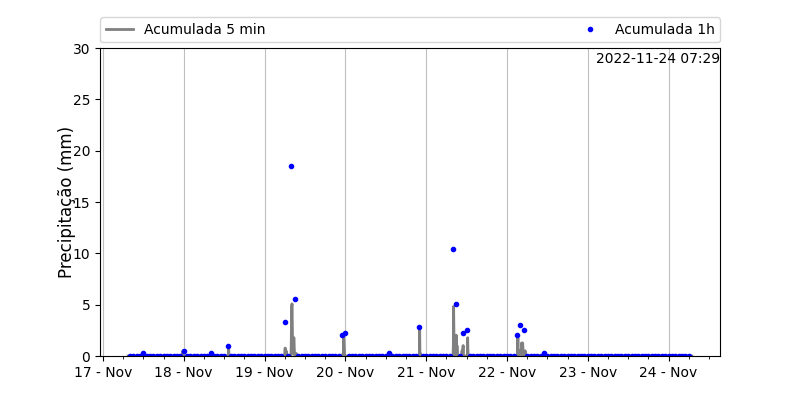 Acumulada 5 min
Acumulada 1h
2022-11-24 07:29
Precipitação (mm)
30
25
20
15
10
5
0
17 - Nov
18 - Nov
19 - Nov
20 - Nov
21 - Nov
22 - Nov
23 - Nov
24 - Nov